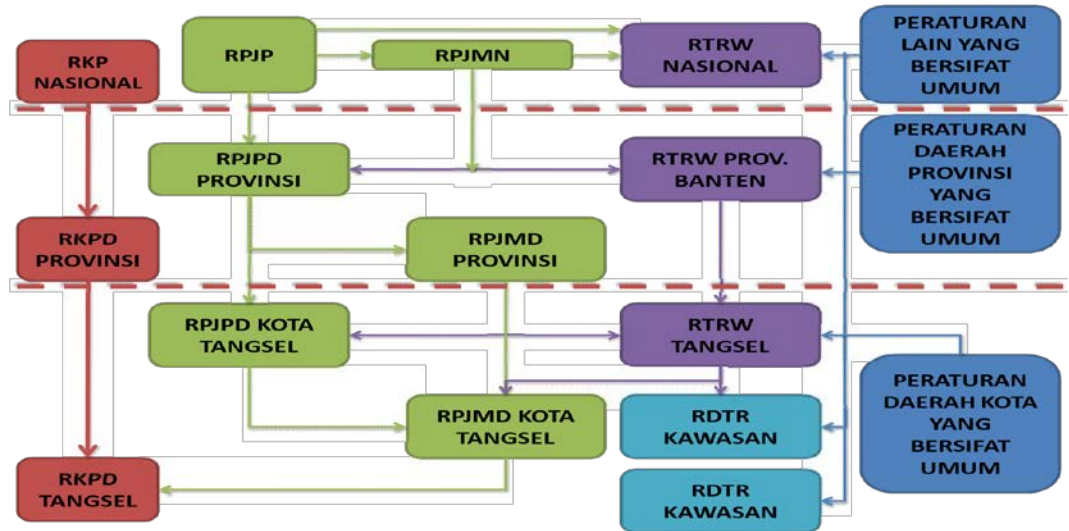 RKP
NASIONAL
RPJP
RPJMN
RTRW
NASIONAL
PERATURAN
LAIN YANG
BERSIFAT
UMUM
RPJPD
PROVINSI
RTRW PROV.
BANTEN
PERATURAN
DAERAH
PROVINSI
YANG
BERSIFAT
UMUM
RKPD
PROVINSI
RPJMD
PROVINSI
RPJPD KOTA
TANGSEL
RTRW
TANGSEL
PERATURAN
DAERAH KOTA
YANG
BERSIFAT
UMUM
RPJMD KOTA
TANGSEL
RDTR
KAWASAN
RKPD
TANGSEL
RDTR
KAWASAN